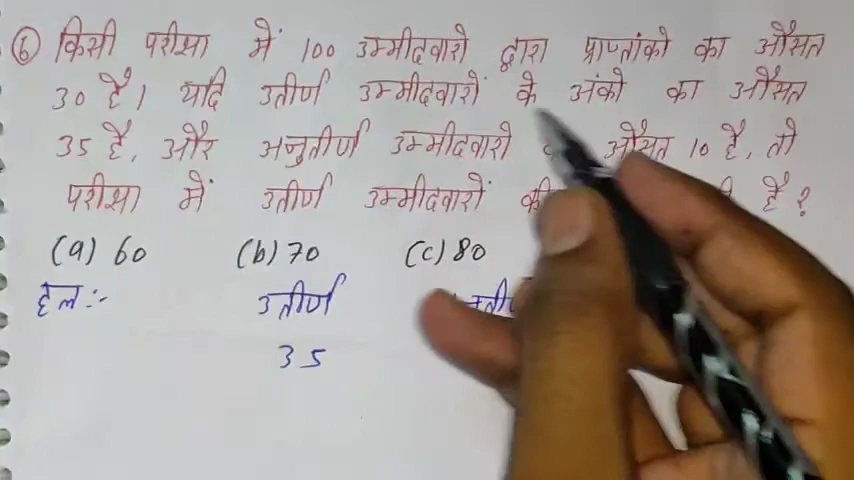 ⑥ किसी परीक्षा में 100 उम्मीदवारो द्वारा प्राप्तांको का औसत
30 है। यदि उतीर्ण उम्मीदवारों के अंको का औसत
35 है, और अनुतीर्ण उम्मीदवारो औसत 10 है, तो
परीक्षा में उतीर्ण उम्मीदवारों की है?
(a) 60 (b) 70 (c) 80
हल :- उतीर्ण
35